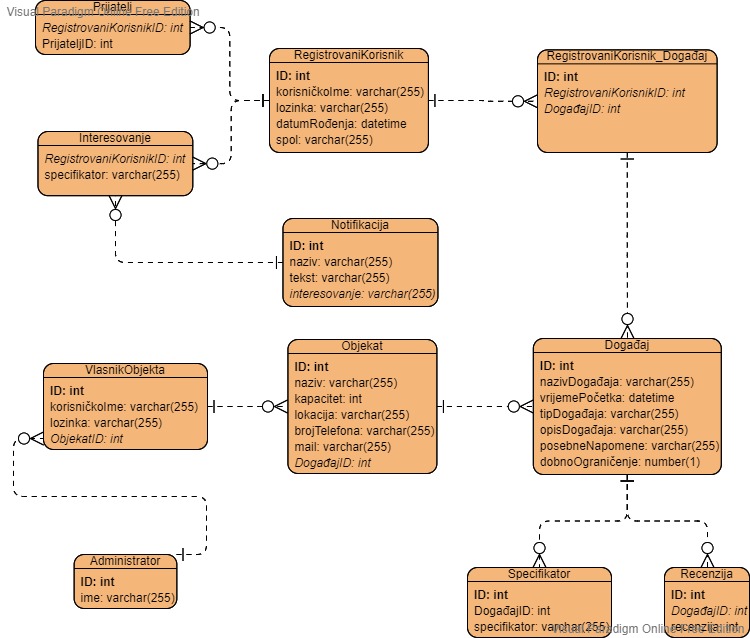 Visual Paradigm Online Free Edition
Prijatelj
RegistrovaniKorisnikID: int
PrijateljID: int
RegistrovaniKorisnik
ID: int
korisničkoIme: varchar(255)
lozinka: varchar(255)
datumRođenja: datetime
spol: varchar(255)
RegistrovaniKorisnik_Događaj
ID: int
RegistrovaniKorisnikID: int
DogađajID: int
Interesovanje
RegistrovaniKorisnikID: int
specifikator: varchar(255)
Notifikacija
ID: int
naziv: varchar(255)
tekst: varchar(255)
interesovanje: varchar(255)
VlasnikObjekta
ID: int
korisničkoIme: varchar(255)
lozinka: varchar(255)
ObjekatID: int
Objekat
ID: int
naziv: varchar(255)
kapacitet: int
lokacija: varchar(255)
brojTelefona: varchar(255)
mail: varchar(255)
DogađajID: int
Događaj
ID: int
nazivDogađaja: varchar(255)
vrijemePočetka: datetime
tipDogađaja: varchar(255)
opisDogađaja: varchar(255)
posebneNapomene: varchar(255)
dobnoOgraničenje: number(1)
Administrator
ID: int
ime: varchar(255)
Specifikator
ID: int
DogađajID: int
specifikator: varchar(255)
Recenzija
ID: int
DogađajID: int
recenzija: int
Visual Paradigm Online Free Edition